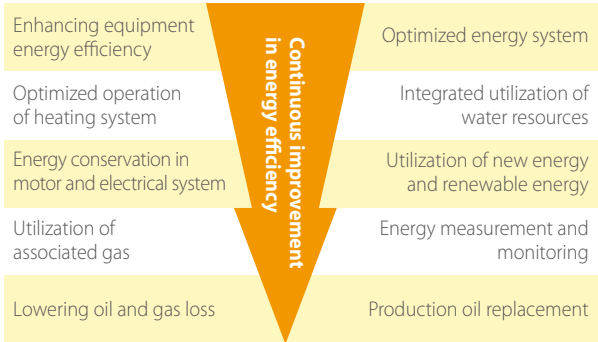 Enhancing equipment
energy efficiency
Optimized operation
of heating system
Energy conservation in
motor and electrical system
Utilization of
associated gas
Lowering oil and gas loss
Continuous improvement
in energy efficiency
Optimized energy system
Integrated utilization of
water resources
Utilization of new energy
and renewable energy
Energy measurement and
monitoring
Production oil replacement